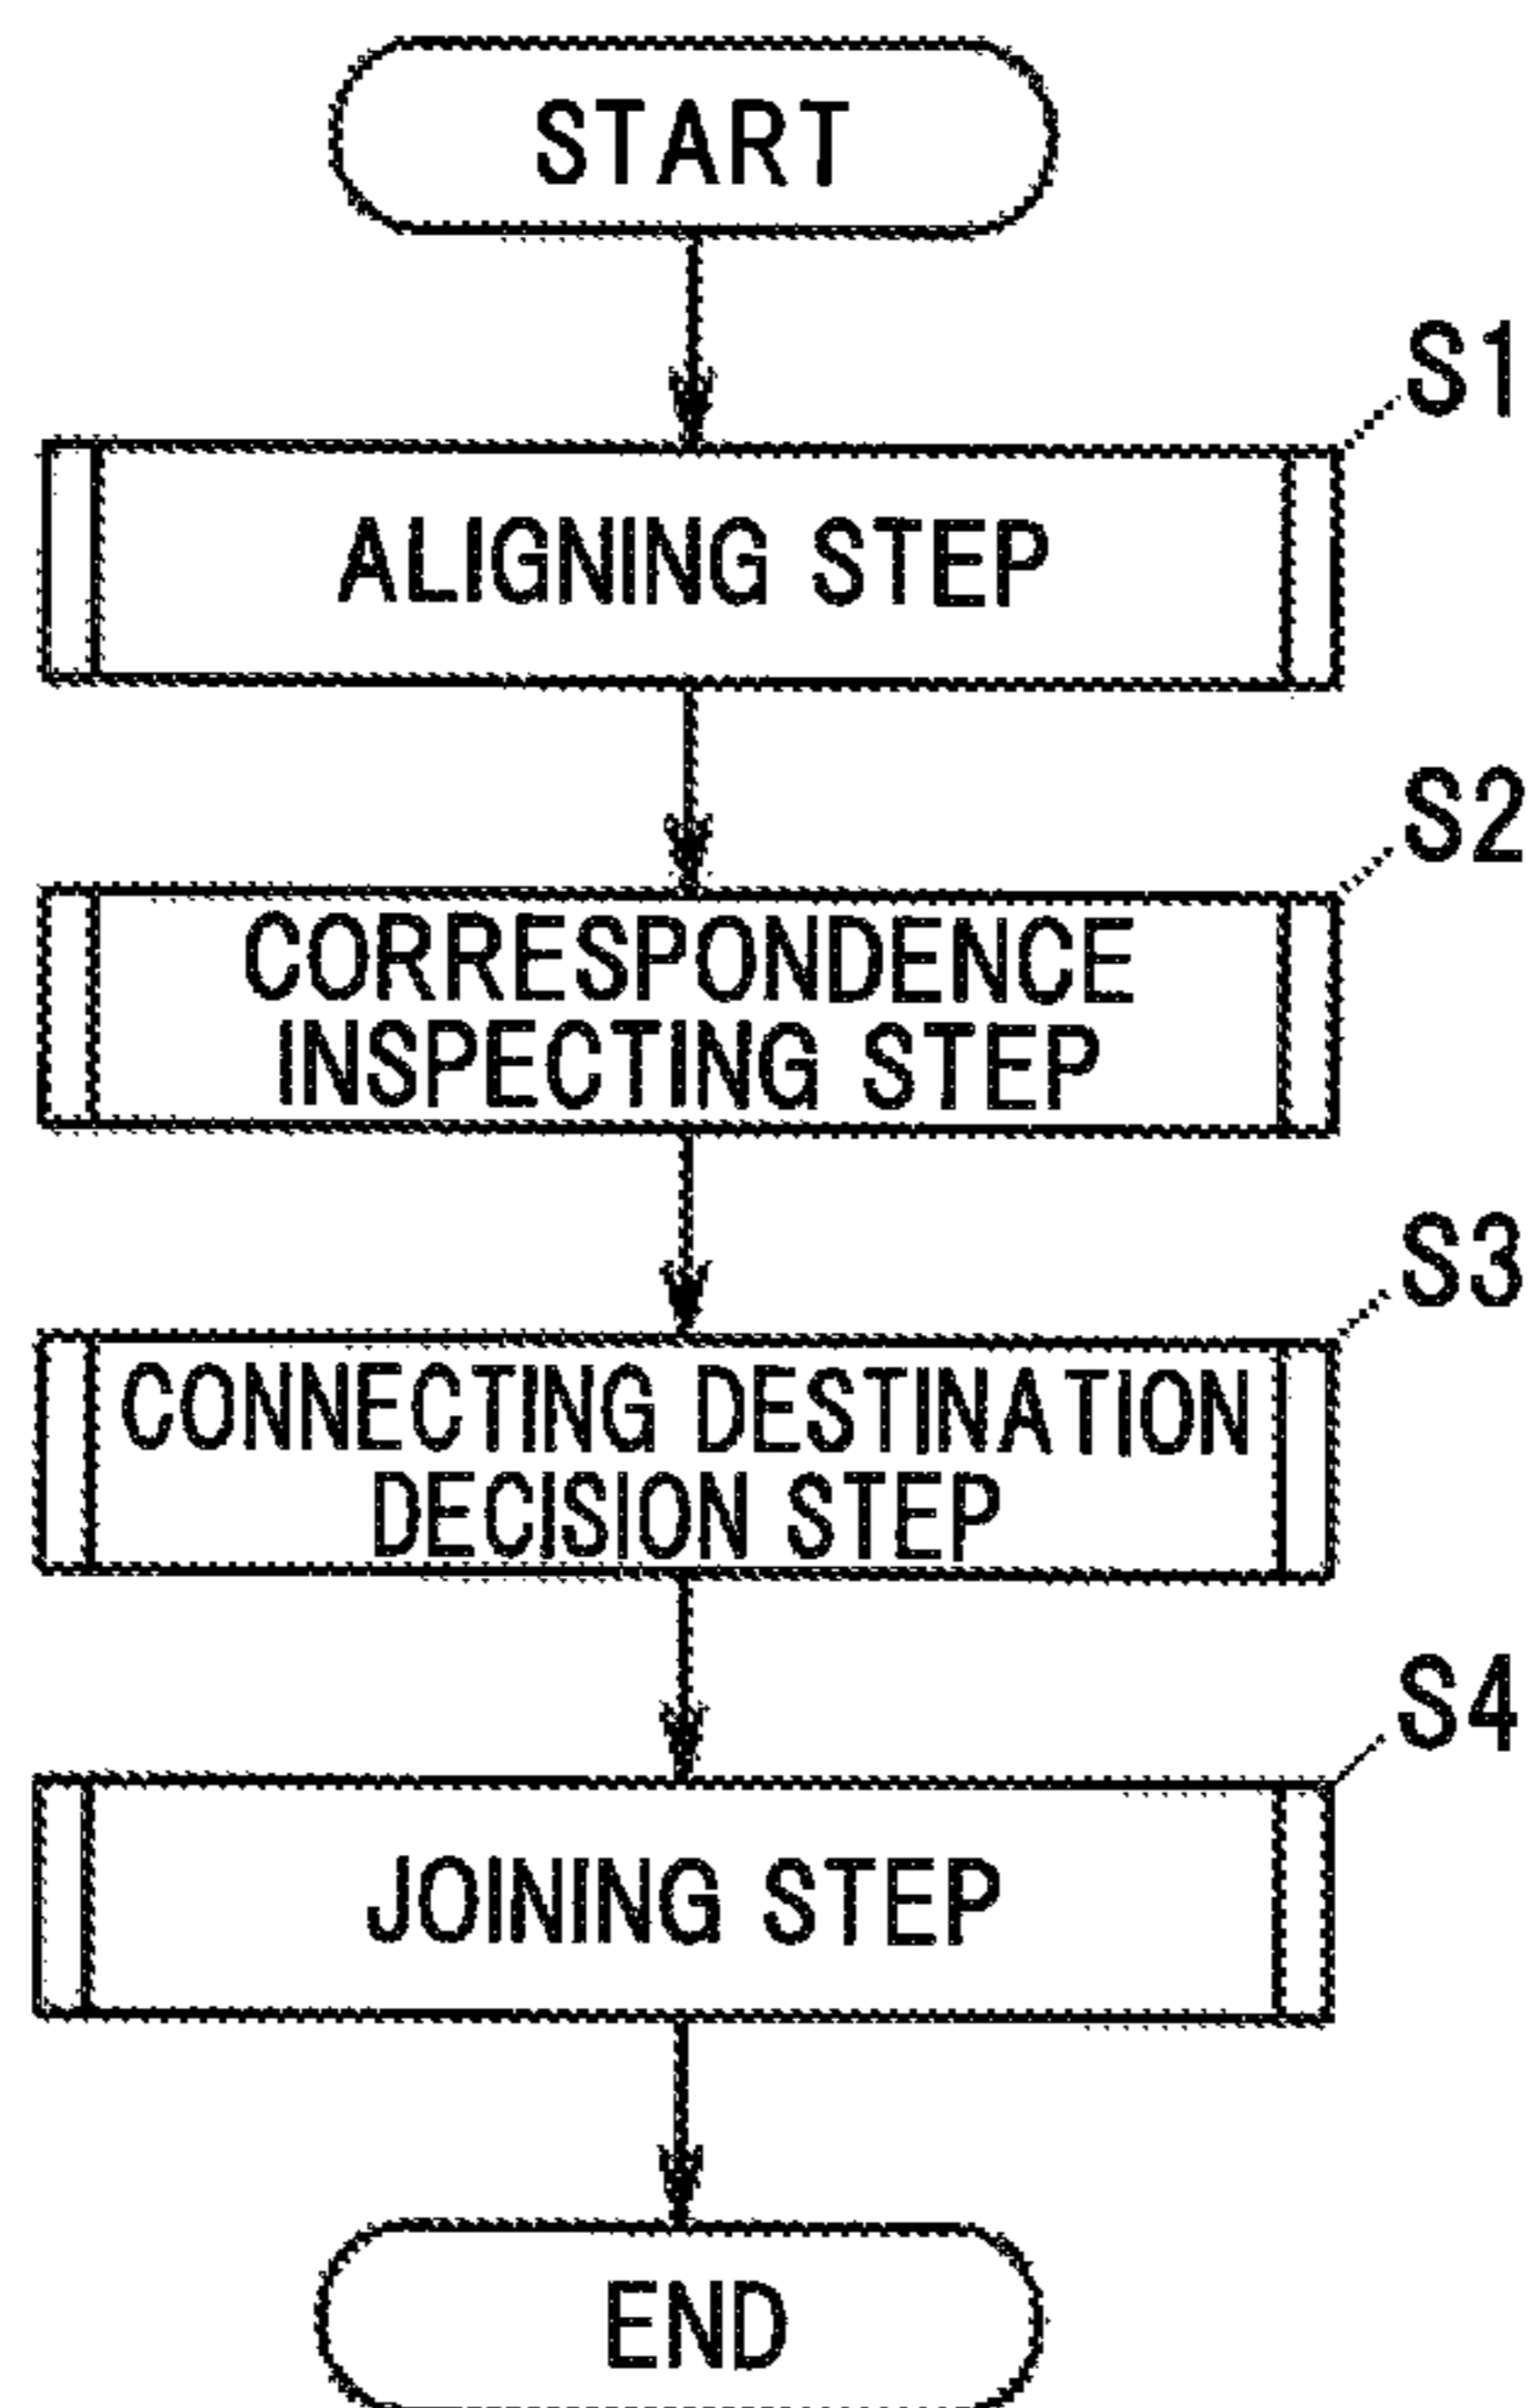 START
S1
ALIGNING STEP
S2
CORRESPONDENCE
INSPECTING STEP
S3
CONNECTING DESTINATION
DECISION STEP
S4
JOINING STEP
END